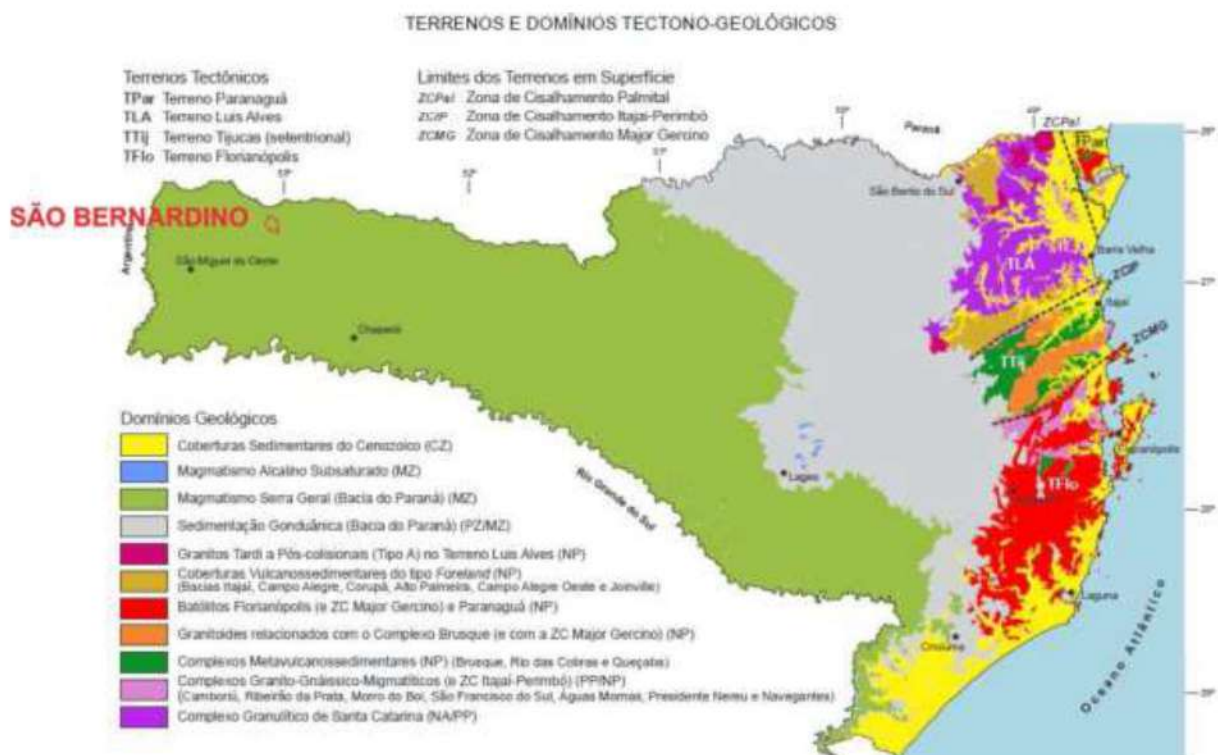 TERRENOS E DOMÍNIOS TECTONO-GEOLÓGICOS
Terrenos Tectônicos
TPar Terreno Paranaguá
TLA Terreno Luis Alves
TTij Terreno Tijucas (setentrional)
TFlo Terreno Florianópolis
Limites dos Terrenos em Superfície
ZCPal Zona de Cisalhamento Palmital
ZCIP Zona de Cisalhamento Itajaí-Perimbó
ZCMG Zona de Cisalhamento Major Gercino
Paraná
ZCPal
TPar
São Bento do Sul
SÃO BERNARDINO
Argentina
São Miguel do Oeste
Chapecó
TLA
Barra Velha
ZCIP
Itajaí
ZCMG
TTij
Florianópolis
TFlo
Lages
Rio Grande do Sul
Laguna
Criciúma
Oceano Atlântico
26º
27º
Domínios Geológicos
Coberturas Sedimentares do Cenozoico (CZ)
Magmatismo Alcalino Subsaturado (MZ)
Magmatismo Serra Geral (Bacia do Paraná) (MZ)
Sedimentação Gonduânica (Bacia do Paraná) (PZ/MZ)
Granitos Tardi a Pós-colisionais (Tipo A) no Terreno Luis Alves (NP)
Coberturas Vulcanossedimentares do tipo Foreland (NP)
(Bacias Itajaí, Campo Alegre, Corupá, Alto Palmeira, Campo Alegre Oeste e Joinville)
Batólitos Florianópolis (e ZC Major Gercino) e Paranaguá (NP)
Granitoides relacionados com o Complexo Brusque (e com a ZC Major Gercino) (NP)
Complexos Metavulcanossedimentares (NP) (Brusque, Rio das Cobras e Queçaba)
Complexos Granito-Gnáissico-Migmatíticos (e ZC Itajaí-Perimbó) (PP/NP)
(Camboriú, Ribeirão da Prata, Morro do Boi, São Francisco do Sul, Águas Mornas, Presidente Nereu e Navegantes)
Complexo Granulítico de Santa Catarina (NA/PP)